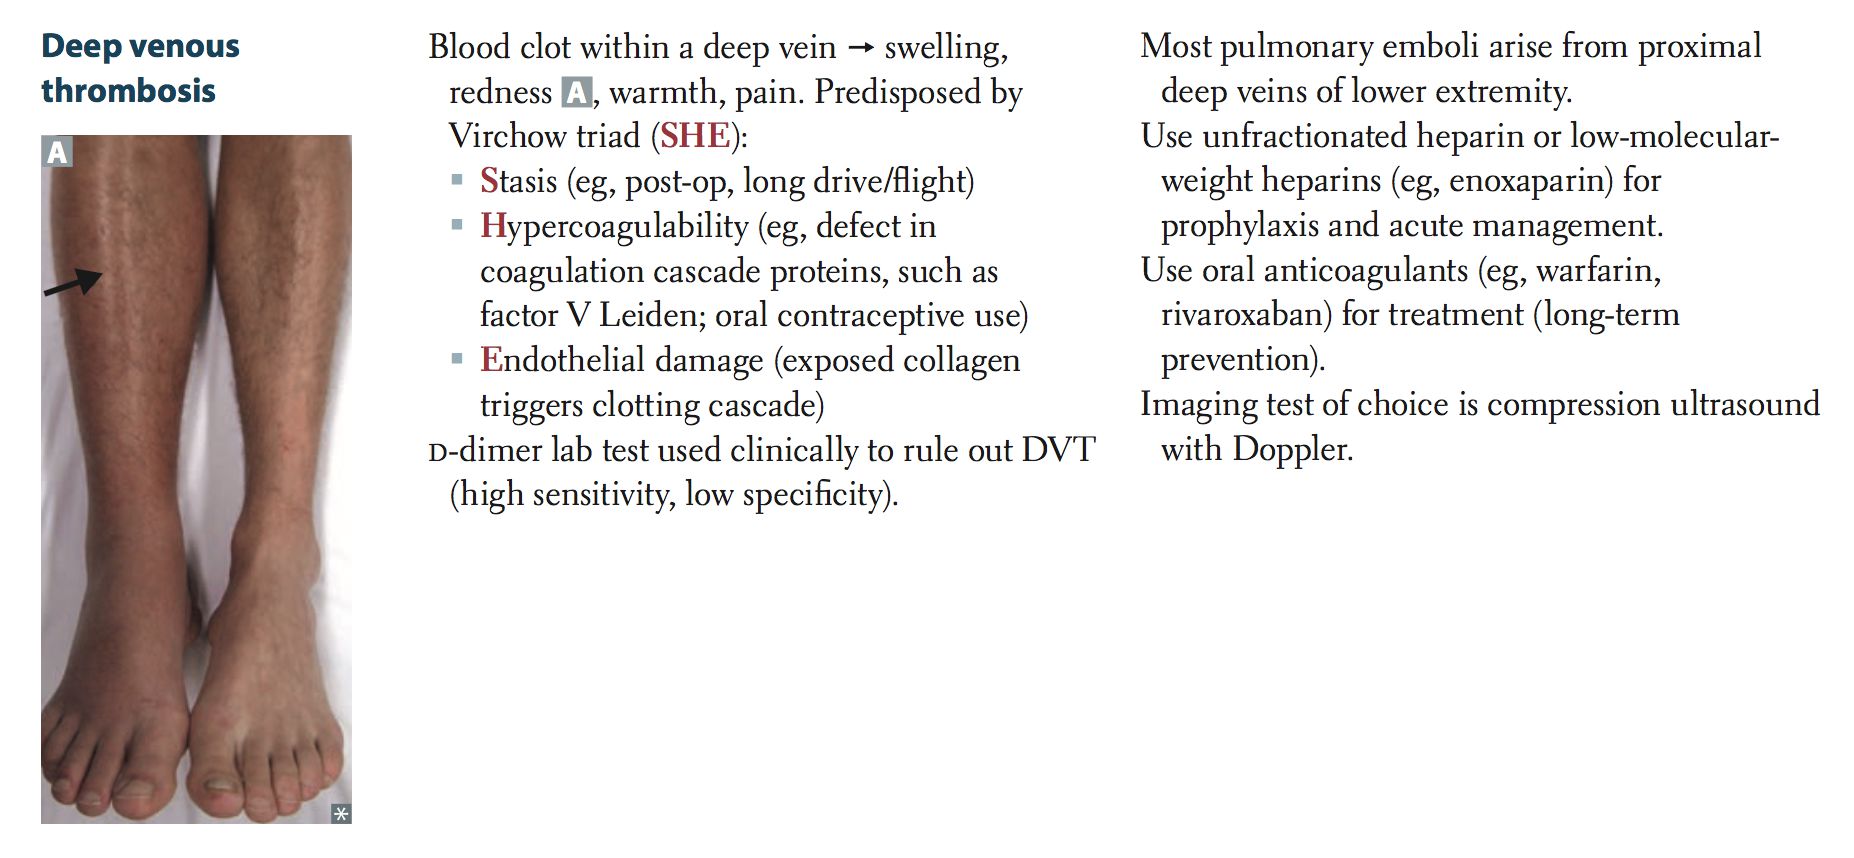 Deep venous
thrombosis
A
*
Blood clot within a deep vein → swelling,
redness A, warmth, pain. Predisposed by
Virchow triad (SHE):
▪ Stasis (eg, post-op, long drive/flight)
▪ Hypercoagulability (eg, defect in
coagulation cascade proteins, such as
factor V Leiden; oral contraceptive use)
▪ Endothelial damage (exposed collagen
triggers clotting cascade)
D-dimer lab test used clinically to rule out DVT
(high sensitivity, low specificity).
Most pulmonary emboli arise from proximal
deep veins of lower extremity.
Use unfractionated heparin or low-molecular-
weight heparins (eg, enoxaparin) for
prophylaxis and acute management.
Use oral anticoagulants (eg, warfarin,
rivaroxaban) for treatment (long-term
prevention).
Imaging test of choice is compression ultrasound
with Doppler.